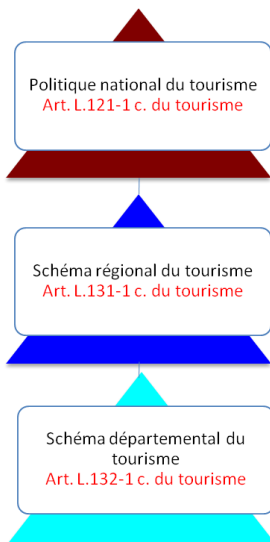 Politique national du tourisme
Art. L.121-1 c. du tourisme
Schéma régional du tourisme
Art. L.131-1 c. du tourisme
Schéma départemental du
tourisme
Art. L.132-1 c. du tourisme